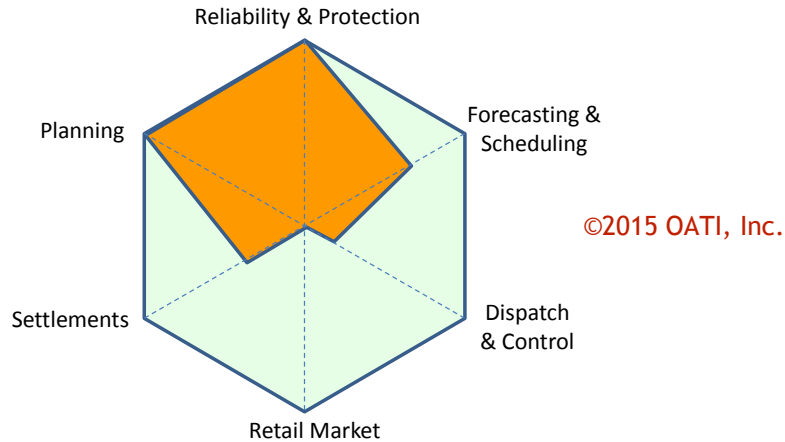 Reliability & Protection
Planning
Forecasting &
Scheduling
©2015 OATI, Inc.
Settlements
Dispatch
& Control
Retail Market